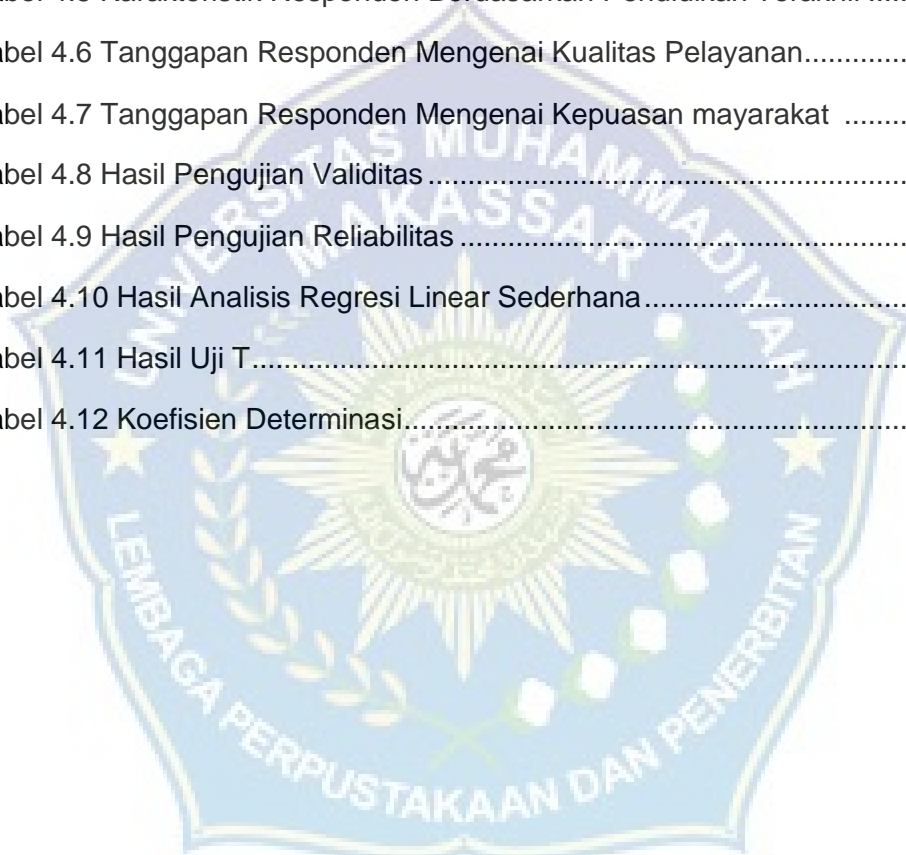 abel 4.6 Tanggapan Responden Mengenai Kualitas Pelayanan.............
abel 4.7 Tanggapan Responden Mengenai Kepuasan mayarakat ........
abel 4.8 Hasil Pengujian Validitas
abel 4.9 Hasil Pengujian Reliabilitas
abel 4.10 Hasil Analisis Regresi Linear Sederhana
abel 4.11 Hasil Uji T
abel 4.12 Koefisien Determinasi
UNIVERSITAS MUHAMMADIYAH
MAKASSAR
LEMBAGA PERPUSTAKAAN DAN PENERBITAN